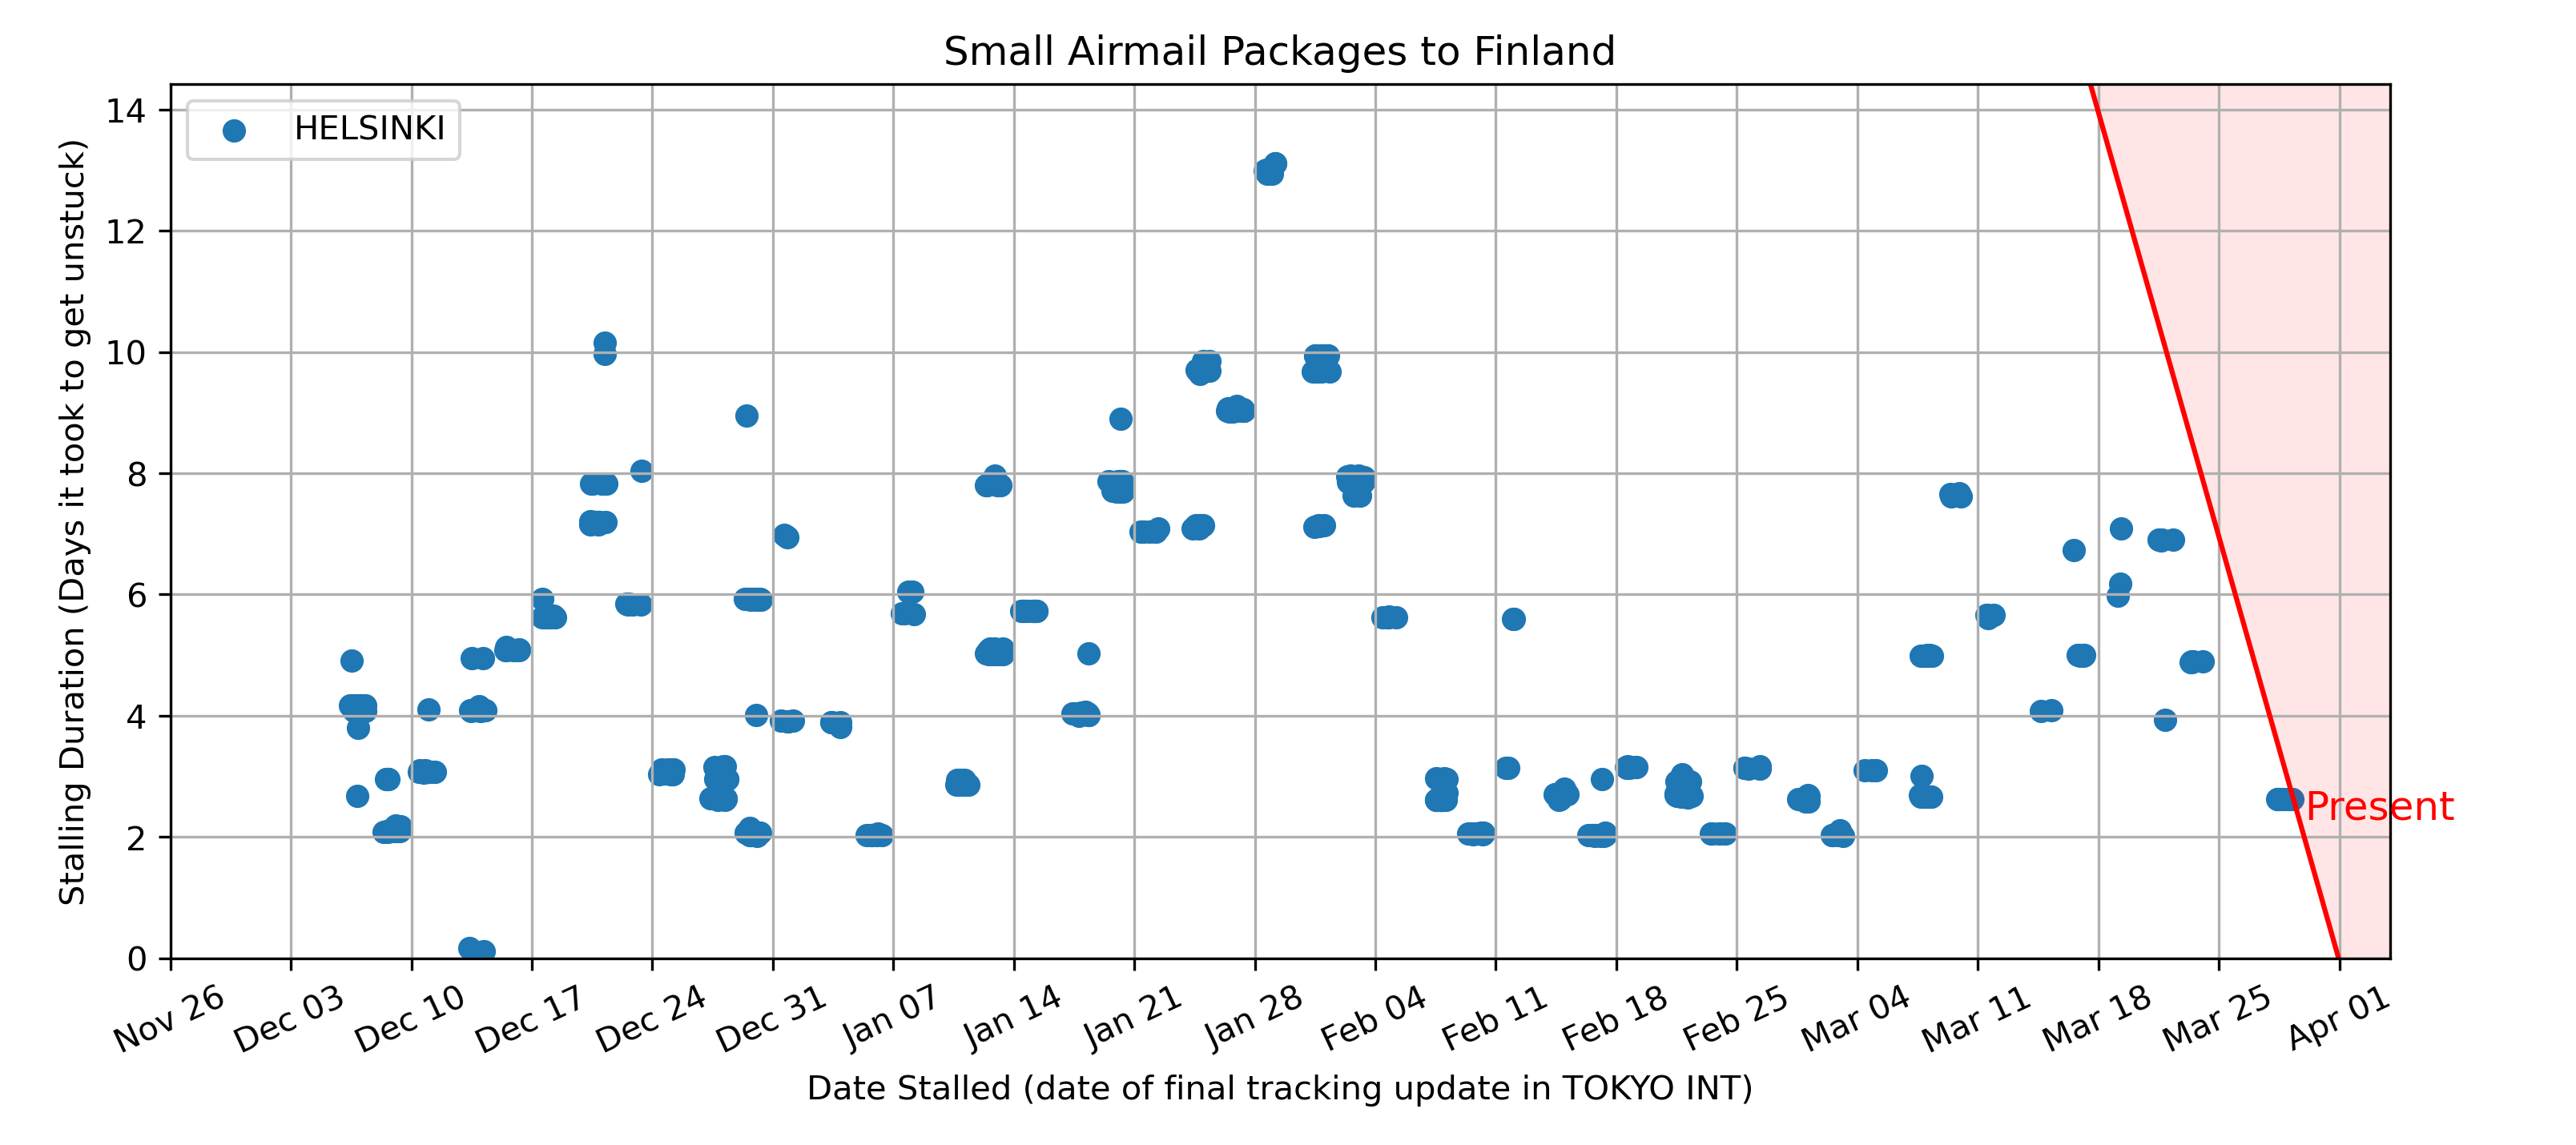 Small Airmail Packages to Finland
HELSINKI
Stalling Duration (Days it took to get unstuck)
14
12
10
8
6
4
2
0
Present
Nov 26
Dec 03
Dec 10
Dec 17
Dec 24
Dec 31
Jan 07
Jan 14
Jan 21
Jan 28
Feb 04
Feb 11
Feb 18
Feb 25
Mar 04
Mar 11
Mar 18
Mar 25
Apr 01
Date Stalled (date of final tracking update in TOKYO INT)